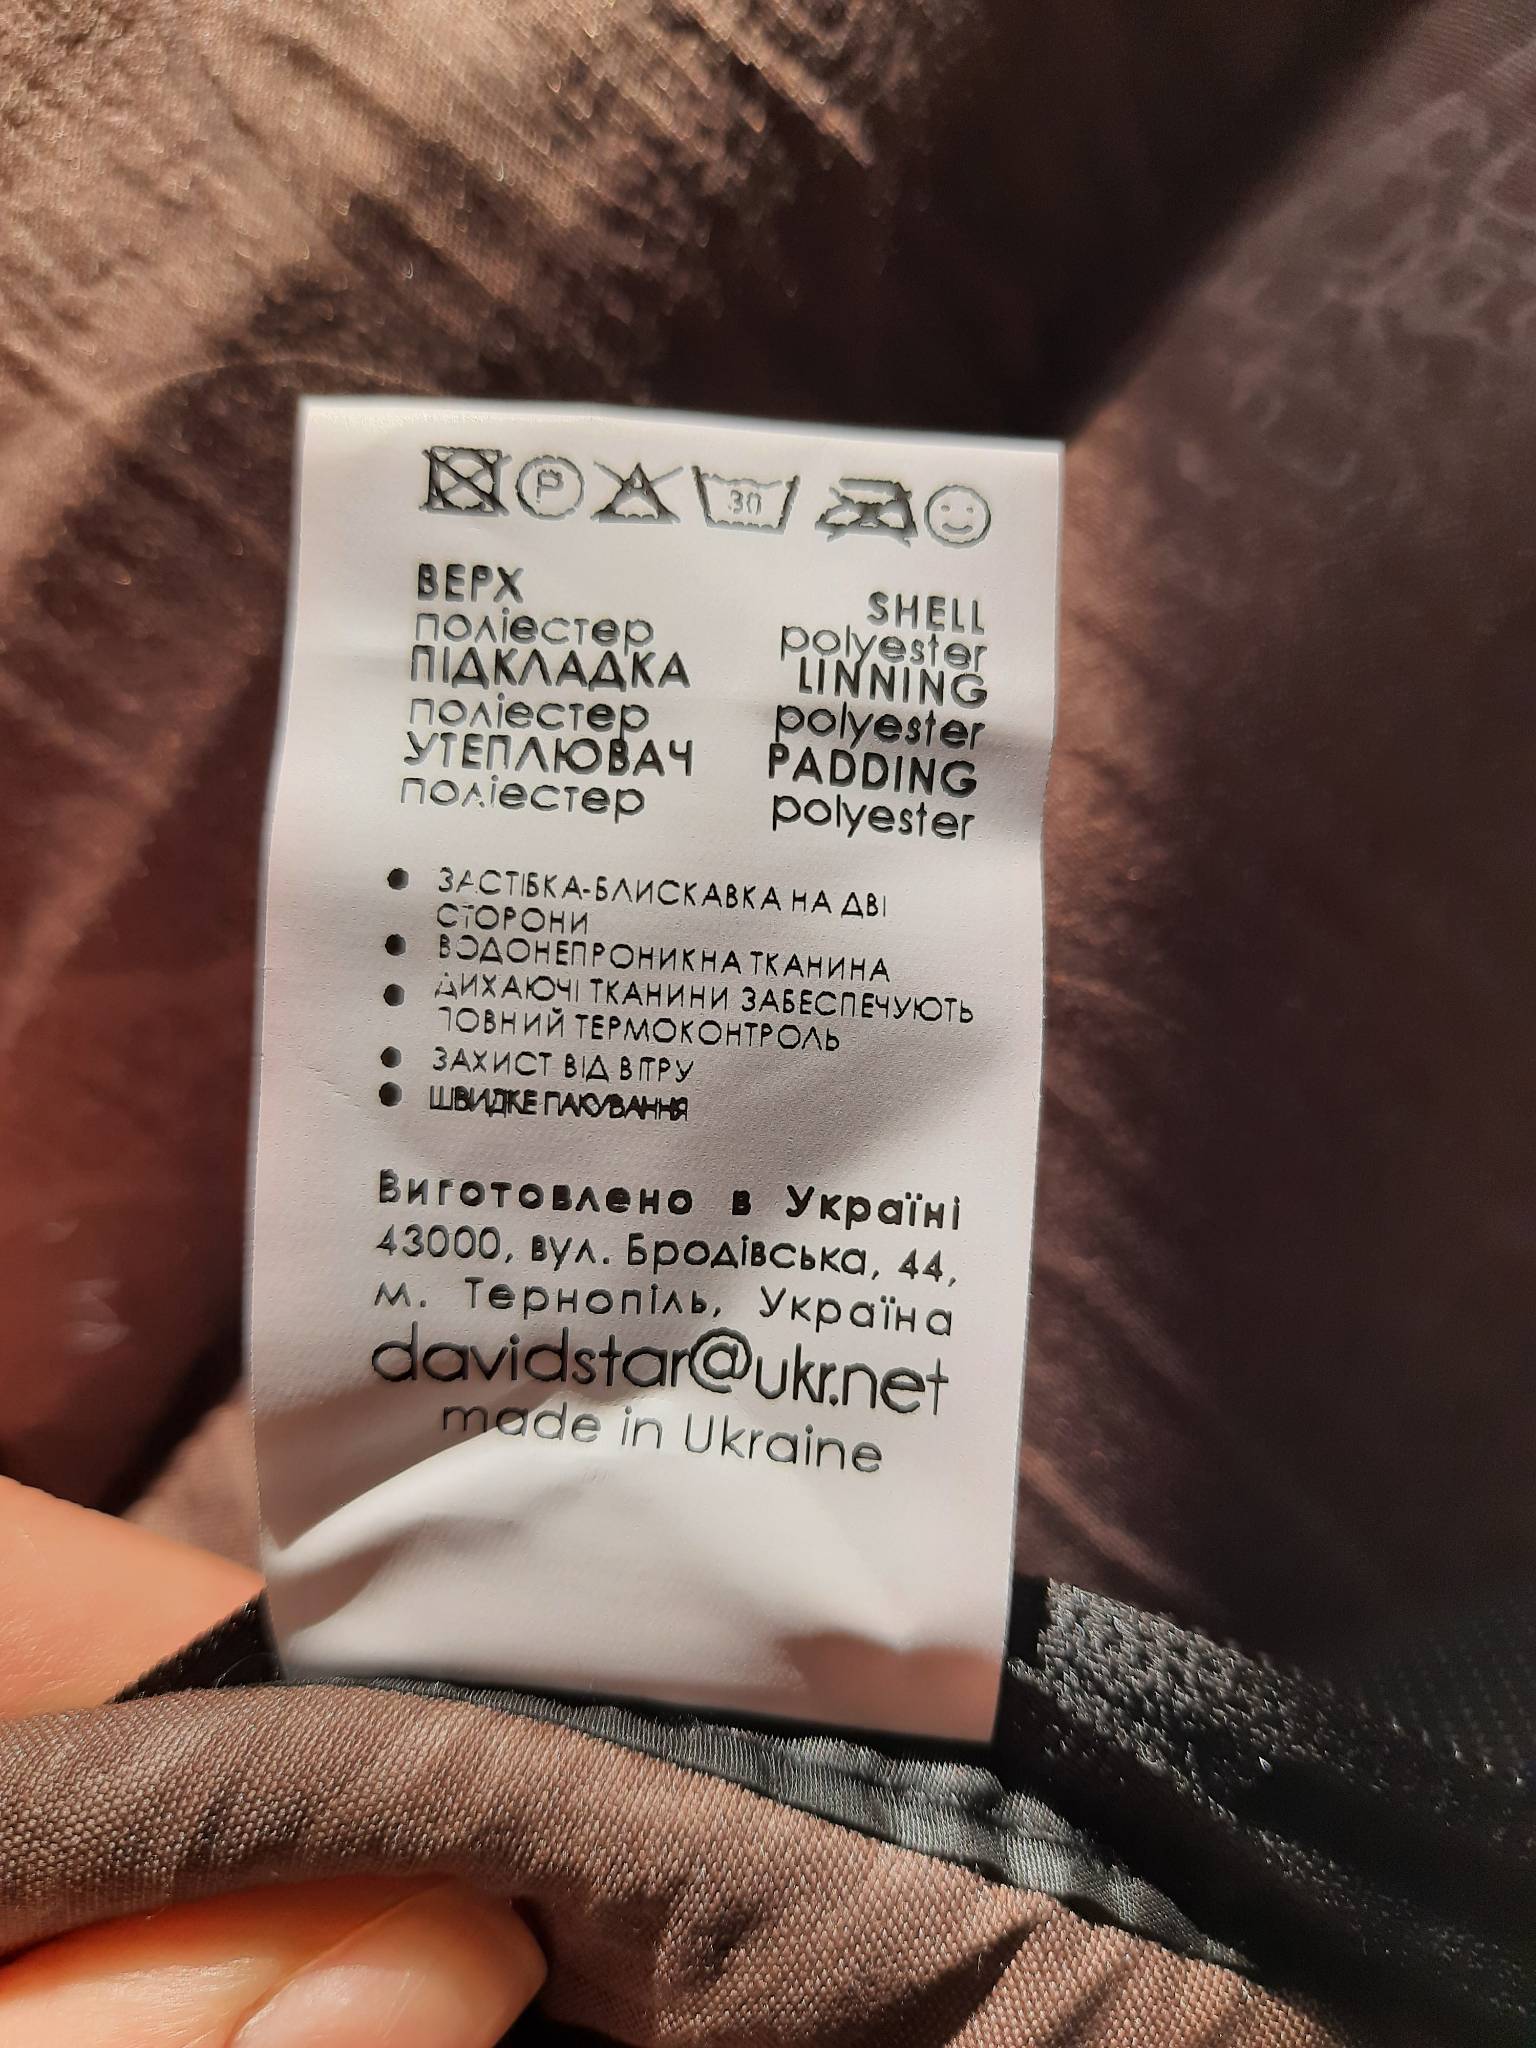 P 30
ВЕРХ
поліестер
ПІДКЛАДКА
поліестер
УТЕПЛЮВАЧ
поліестер
SHELL
polyester
LINNING
polyester
PADDING
polyester
• ЗАСТІБКА-БЛИСКАВКА НА ДВІ
СТОРОНИ
• ВОДОНЕПРОНИКНА ТКАНИНА
• ДИХАЮЧІ ТКАНИНИ ЗАБЕСПЕЧУЮТЬ
ПОВНИЙ ТЕРМОКОНТРОЛЬ
• ЗАХИСТ ВІД ВІТРУ
• ШВИДКЕ ПАКУВАННЯ
Виготовлено в Україні
43000, вул. Бродівська, 44,
м. Тернопіль, Україна
davidstar@ukr.net
made in Ukraine